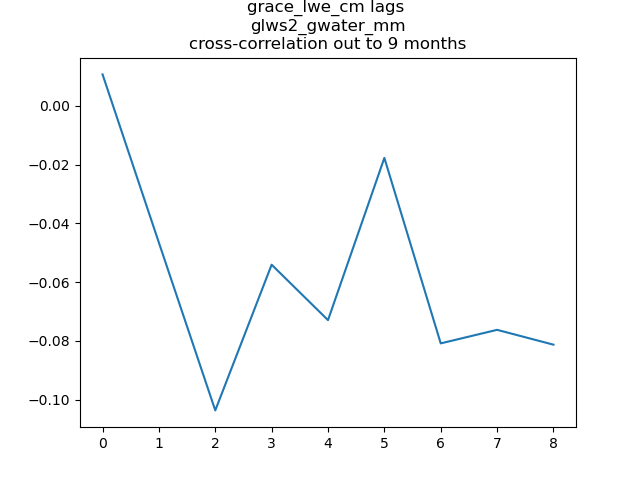 grace_lwe_cm lags
glws2_gwater_mm
cross-correlation out to 9 months
0.00
−0.02
−0.04
−0.06
−0.08
−0.10
0 1 2 3 4 5 6 7 8